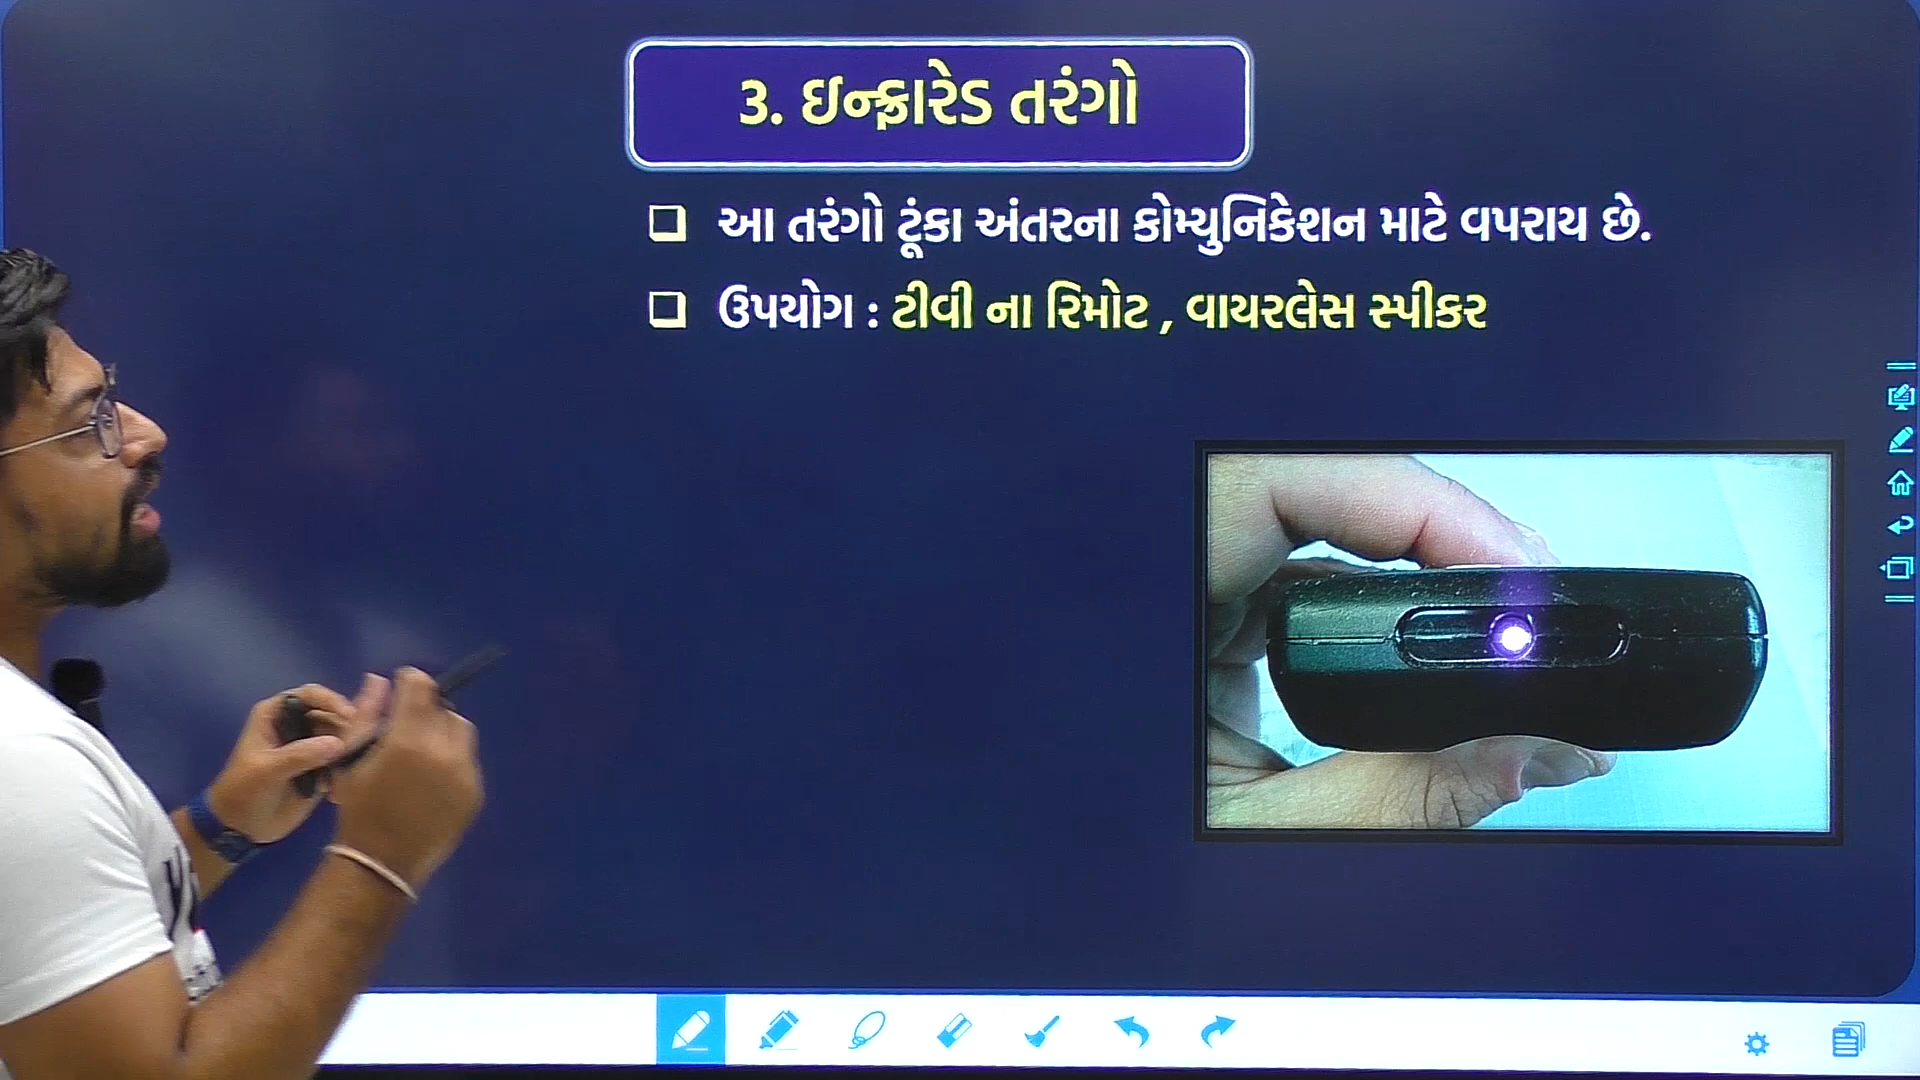 3. ઇન્ફ્રારેડ તરંગો
આ તરંગો ટૂંકા અંતરના કોમ્યુનિકેશન માટે વપરાય છે.
ઉપયોગ : ટીવી ના રિમોટ , વાયરલેસ સ્પીકર